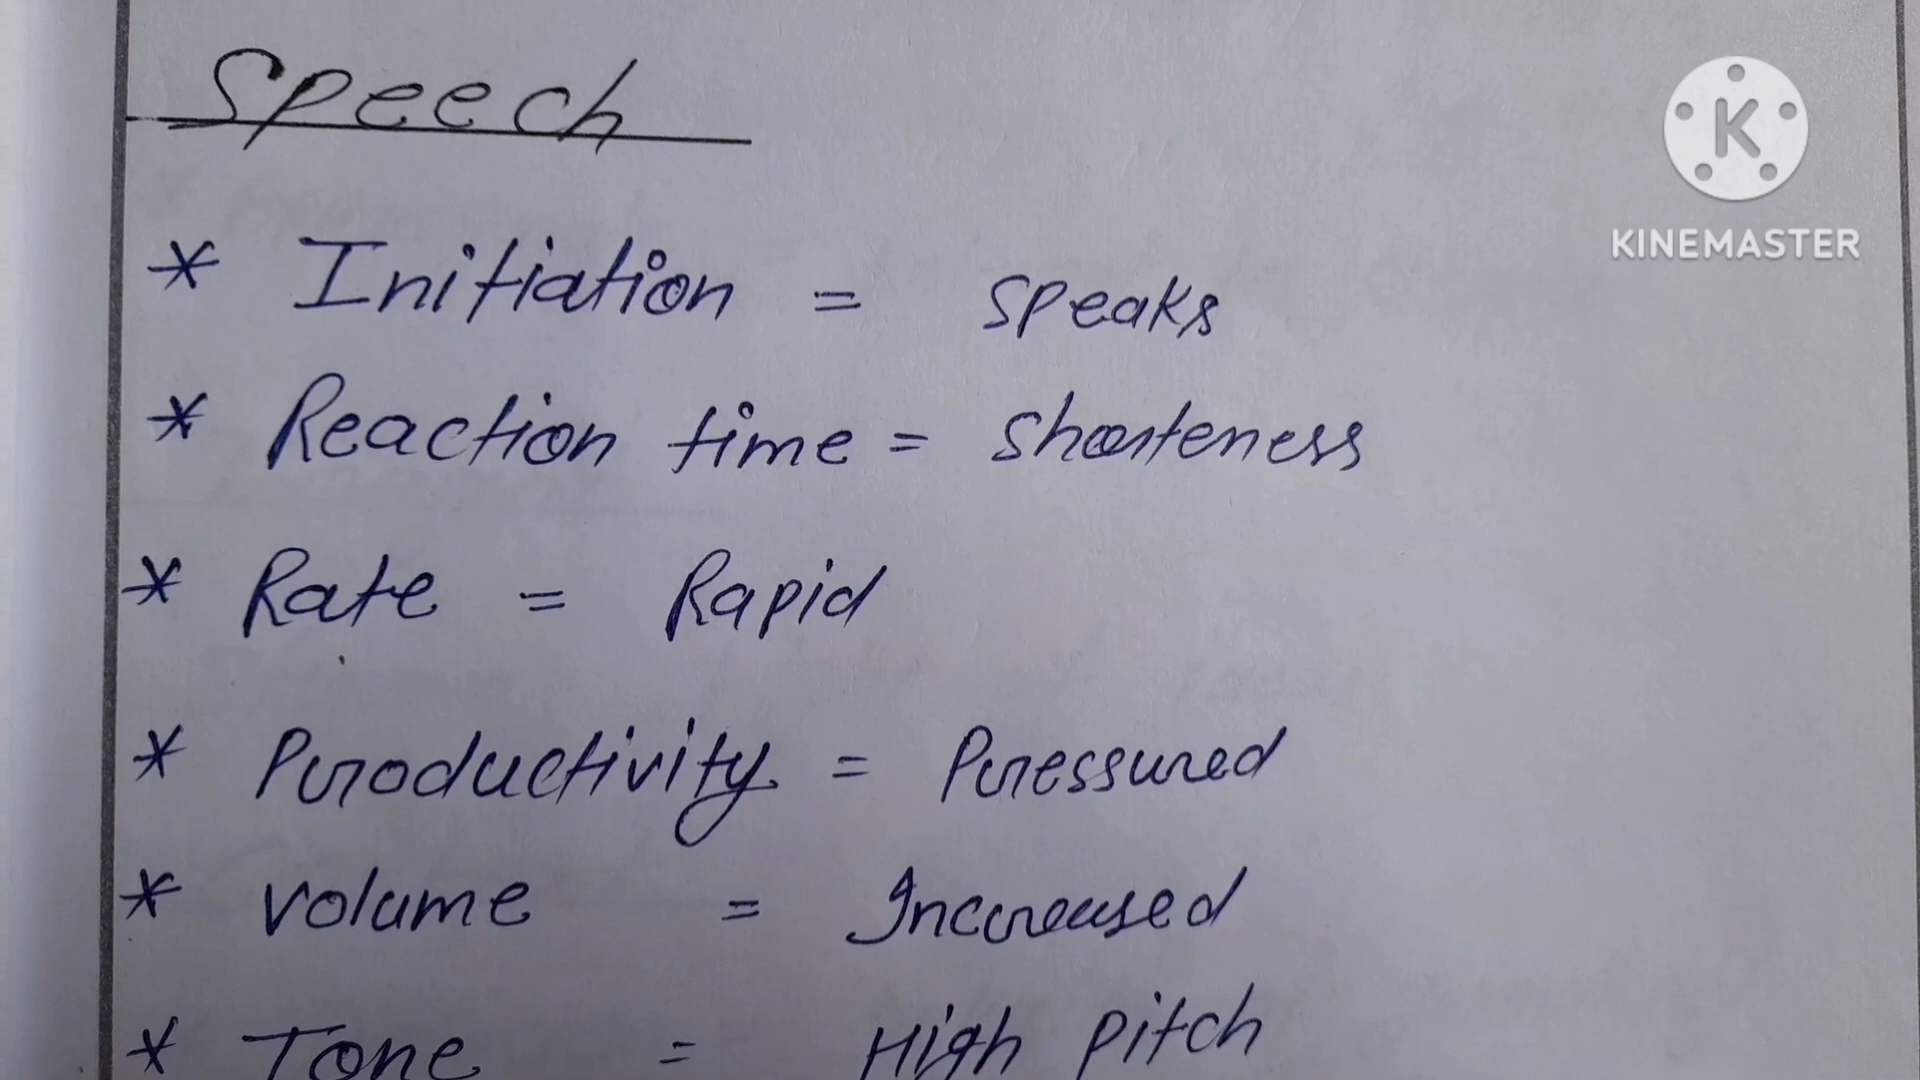 Speech
K
KINEMASTER
* Initiation = speaks
* Reaction time = shorteness
* Rate = Rapid
* Productivity = Pressured
* volume = Increased
* Tone = High pitch